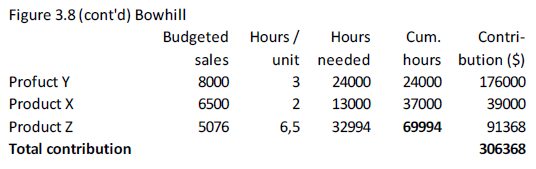 Figure 3.8 (cont'd) Bowhill
Budgeted Hours / Hours Cum. Contri-
sales unit needed hours bution ($)
Profuct Y 8000 3 24000 24000 176000
Product X 6500 2 13000 37000 39000
Product Z 5076 6,5 32994 69994 91368
Total contribution 306368